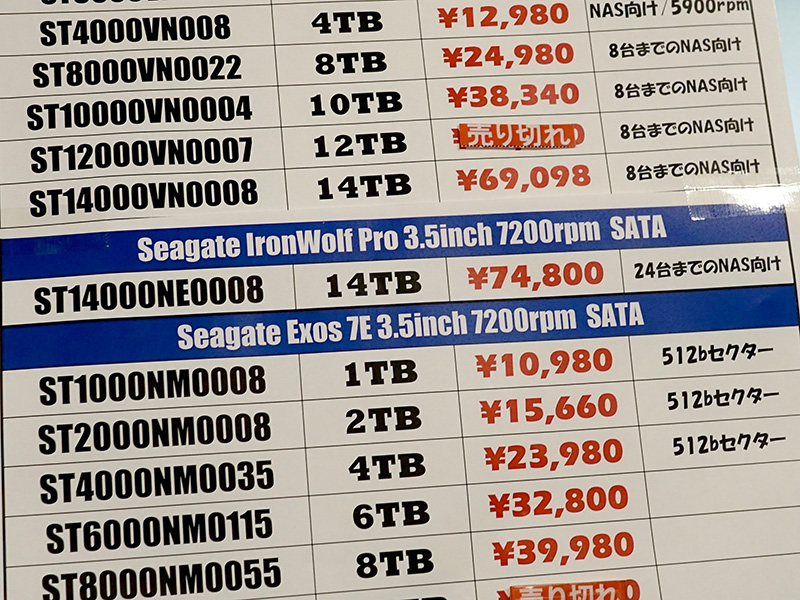 ST4000VN008 4TB ¥12,980 NAS向け/5900rpm
ST8000VN0022 8TB ¥24,980 8台までのNAS向け
ST10000VN0004 10TB ¥38,340 8台までのNAS向け
ST12000VN0007 12TB 売り切れ 8台までのNAS向け
ST14000VN0008 14TB ¥69,098 8台までのNAS向け
Seagate IronWolf Pro 3.5inch 7200rpm SATA
ST14000NE0008 14TB ¥74,800 24台までのNAS向け
Seagate Exos 7E 3.5inch 7200rpm SATA
ST1000NM0008 1TB ¥10,980 512bセクター
ST2000NM0008 2TB ¥15,660 512bセクター
ST4000NM0035 4TB ¥23,980 512bセクター
ST6000NM0115 6TB ¥32,800
ST8000NM0055 8TB ¥39,980
売り切れ